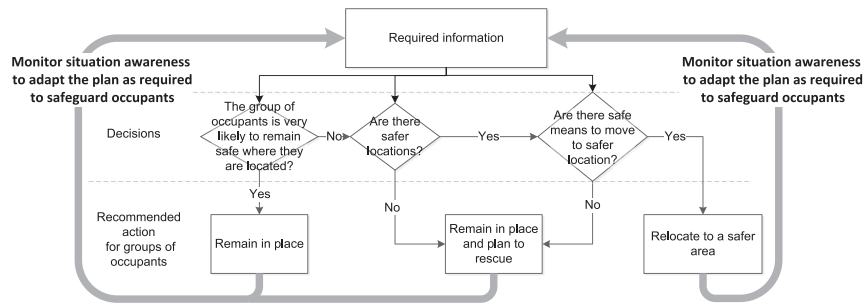 Required information
Monitor situation awareness
to adapt the plan as required
to safeguard occupants
Monitor situation awareness
to adapt the plan as required
to safeguard occupants
Decisions
The
group of
occupants is very
likely to remain
safe where they
are located?
No
Are there
safer
locations?
Yes
Are there safe
means to move to
safer
location?
Yes
Yes
No
No
Recommended
action
for groups of
occupants
Remain in place
Remain in place
and plan to
rescue
Relocate to a safer
area